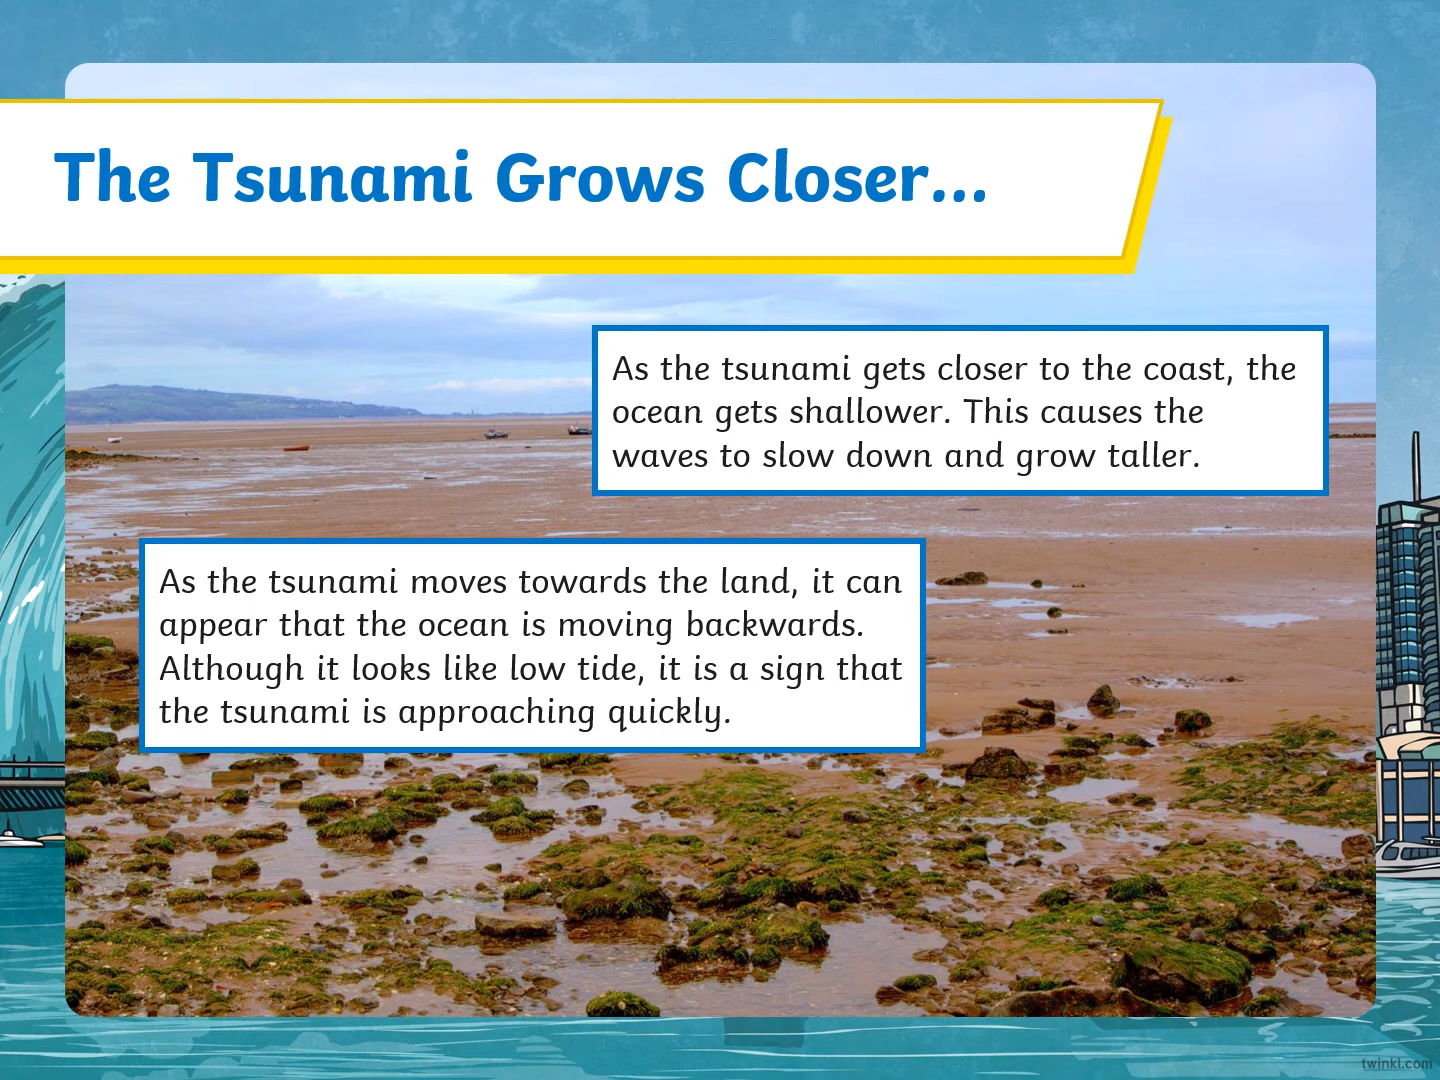 The Tsunami Grows Closer...
As the tsunami gets closer to the coast, the
ocean gets shallower. This causes the
waves to slow down and grow taller.
As the tsunami moves towards the land, it can
appear that the ocean is moving backwards.
Although it looks like low tide, it is a sign that
the tsunami is approaching quickly.
twinkl.com